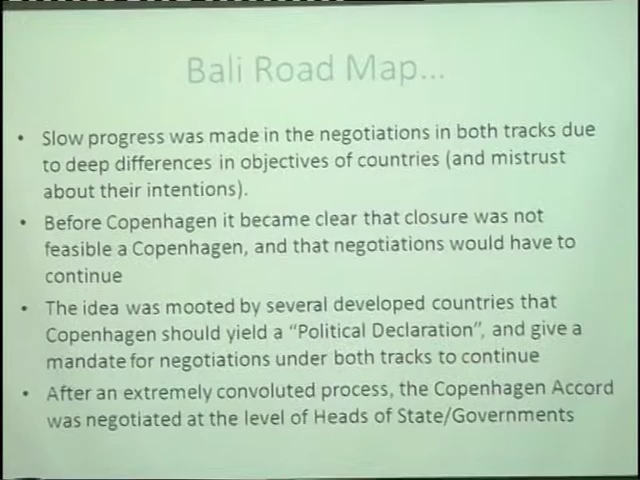 Bali Road Map...
• Slow progress was made in the negotiations in both tracks due
to deep differences in objectives of countries (and mistrust
about their intentions).
• Before Copenhagen it became clear that closure was not
feasible a Copenhagen, and that negotiations would have to
continue
• The idea was mooted by several developed countries that
Copenhagen should yield a “Political Declaration”, and give a
mandate for negotiations under both tracks to continue
• After an extremely convoluted process, the Copenhagen Accord
was negotiated at the level of Heads of State/Governments